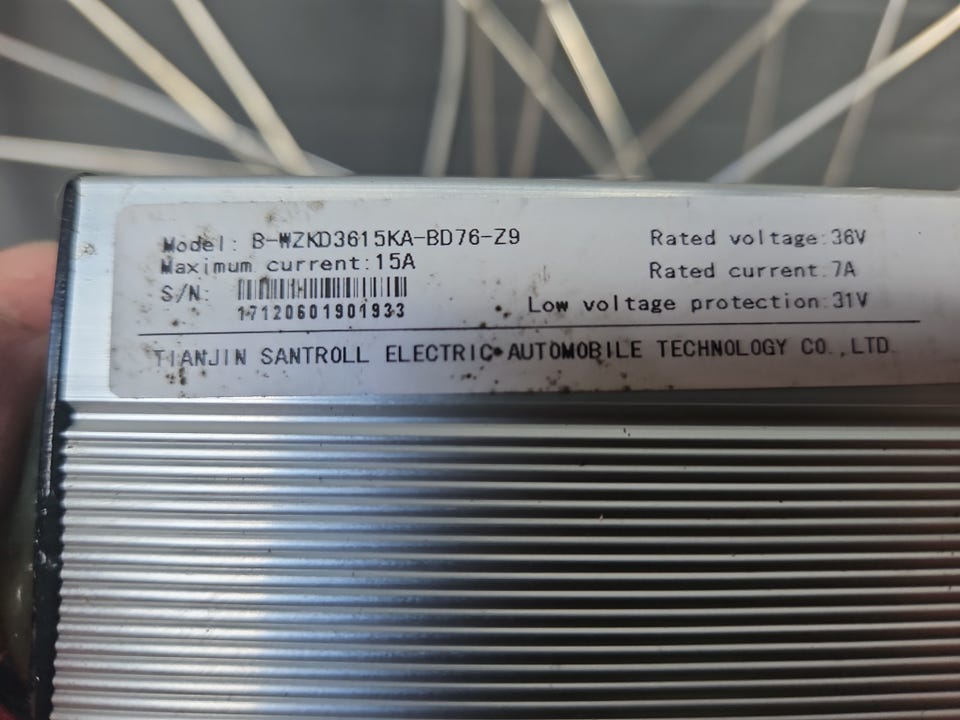 Model: B-WZKD3615KA-BD76-Z9
Rated voltage:36V
Maximum current:15A
Rated current:7A
S/N:
17120601901933
Low voltage protection:31V
TIANJIN SANTROLL ELECTRIC AUTOMOBILE TECHNOLOGY CO.,LTD.